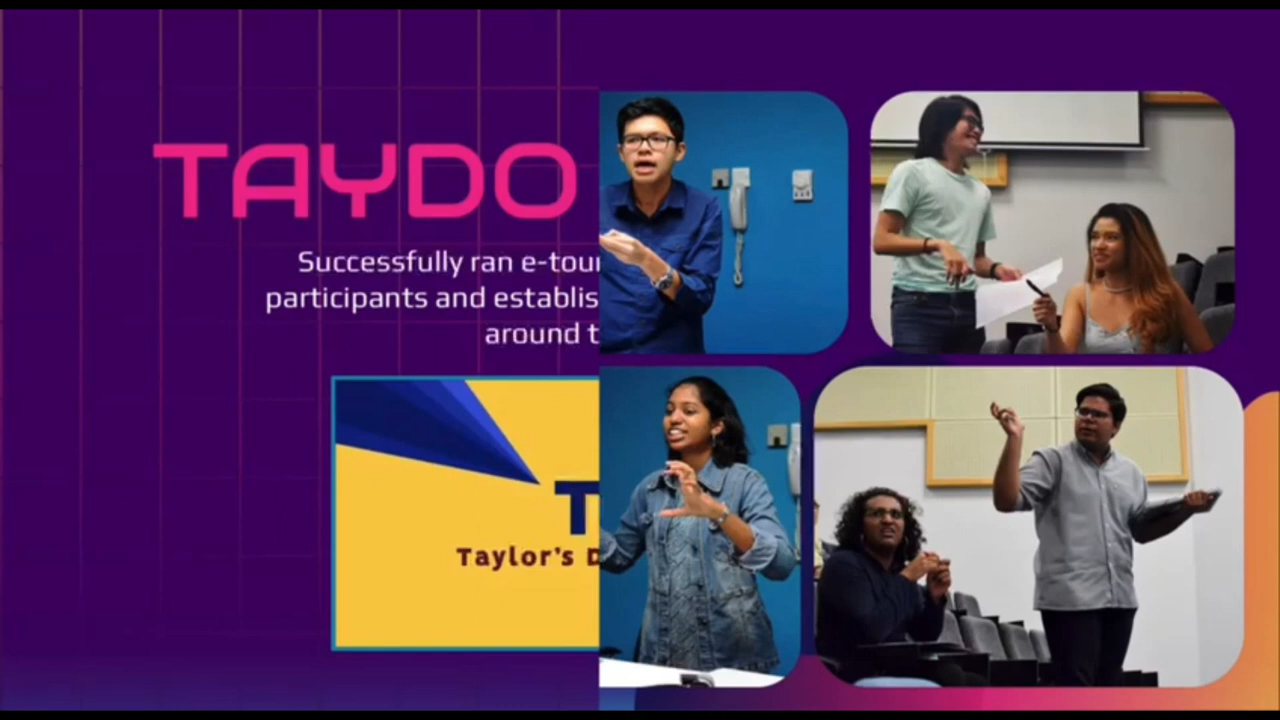 TAYDO
Successfully ran e-tour
participants and establis
around t
T
Taylor's D